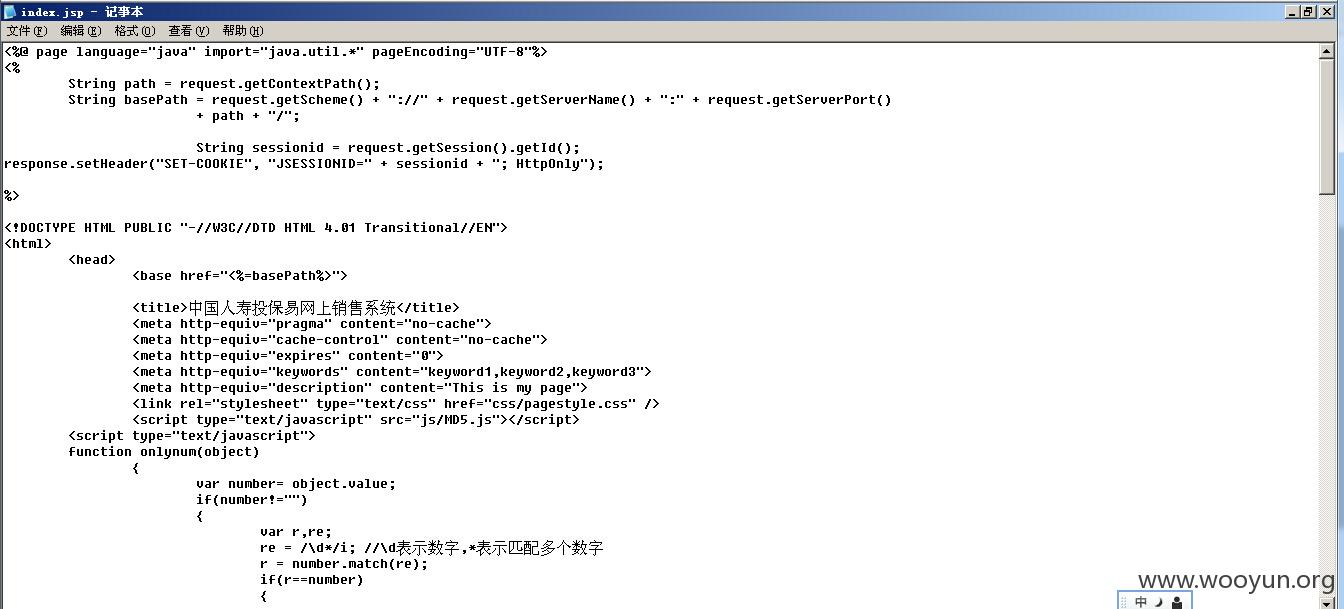 index.jsp - 记事本
文件(F) 编辑(E) 格式(O) 查看(V) 帮助(H)
<%@ page language="java" import="java.util.*" pageEncoding="UTF-8"%>
<%
String path = request.getContextPath();
String basePath = request.getScheme() + "://" + request.getServerName() + ":" + request.getServerPort()
+ path + "/";
String sessionid = request.getSession().getId();
response.setHeader("SET-COOKIE", "JSESSIONID=" + sessionid + "; HttpOnly");
%>
<!DOCTYPE HTML PUBLIC "-//W3C//DTD HTML 4.01 Transitional//EN">
<html>
<head>
<base href="<%=basePath%>">
<title>中国人寿投保易网上销售系统</title>
<meta http-equiv="pragma" content="no-cache">
<meta http-equiv="cache-control" content="no-cache">
<meta http-equiv="expires" content="0">
<meta http-equiv="keywords" content="keyword1,keyword2,keyword3">
<meta http-equiv="description" content="This is my page">
<link rel="stylesheet" type="text/css" href="css/pagestyle.css" />
<script type="text/javascript" src="js/MD5.js"></script>
<script type="text/javascript">
function onlynum(object)
{
var number= object.value;
if(number!="")
{
var r,re;
re = /\d*/i; //\d表示数字,*表示匹配多个数字
r = number.match(re);
if(r==number)
{
www.wooyun.org
中